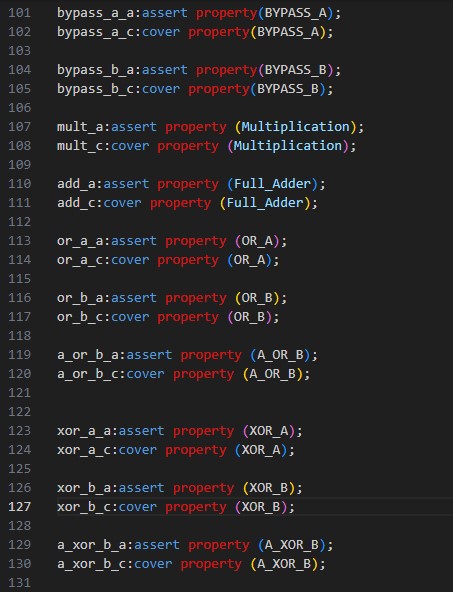 101 bypass_a_a:assert property(BYPASS_A);
102 bypass_a_c:cover property(BYPASS_A);
103
104 bypass_b_a:assert property(BYPASS_B);
105 bypass_b_c:cover property(BYPASS_B);
106
107 mult_a:assert property (Multiplication);
108 mult_c:cover property (Multiplication);
109
110 add_a:assert property (Full_Adder);
111 add_c:cover property (Full_Adder);
112
113 or_a_a:assert property (OR_A);
114 or_a_c:cover property (OR_A);
115
116 or_b_a:assert property (OR_B);
117 or_b_c:cover property (OR_B);
118
119 a_or_b_a:assert property (A_OR_B);
120 a_or_b_c:cover property (A_OR_B);
121
122
123 xor_a_a:assert property (XOR_A);
124 xor_a_c:cover property (XOR_A);
125
126 xor_b_a:assert property (XOR_B);
127 xor_b_c:cover property (XOR_B);
128
129 a_xor_b_a:assert property (A_XOR_B);
130 a_xor_b_c:cover property (A_XOR_B);
131